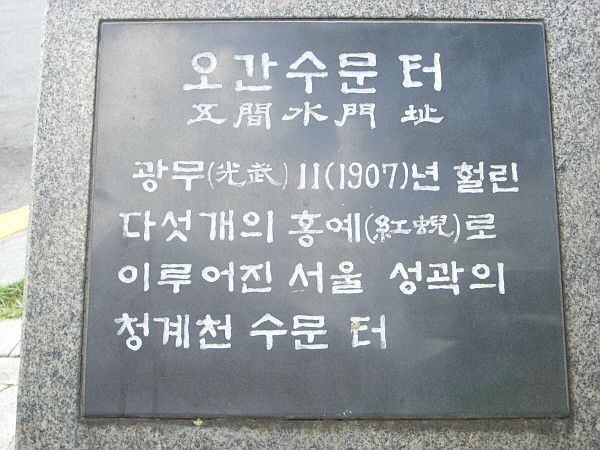 오간수문 터
五間水門 址
광무(光武) 11(1907)년 헐린
다섯개의 홍예(紅蜺)로
이루어진 서울 성곽의
청계천 수문 터